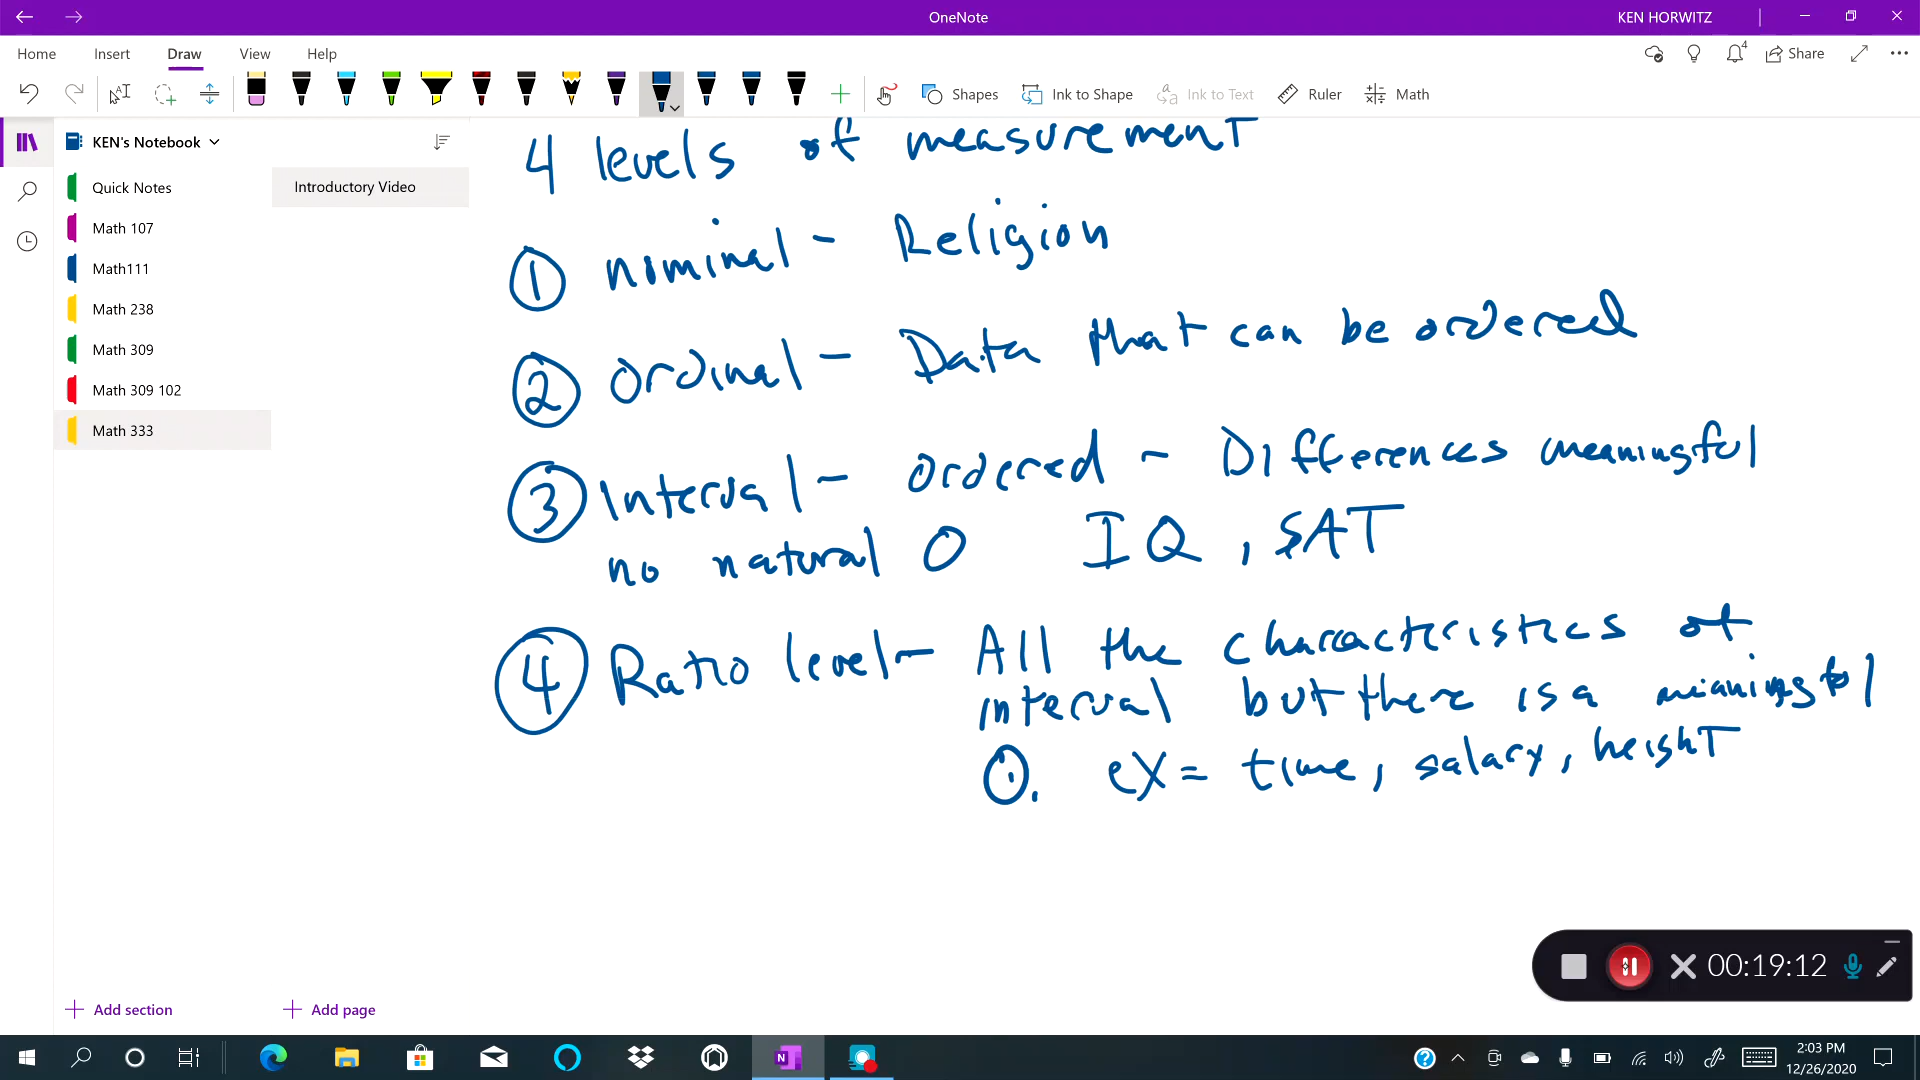 OneNote
KEN HORWITZ
Home Insert Draw View Help
4
Share
Shapes Ink to Shape Ink to Text Ruler Math
KEN's Notebook
Quick Notes
Math 107
Math111
Math 238
Math 309
Math 309 102
Math 333
Introductory Video
4 levels of measurement
① nominal - Religion
② Ordinal - Data that can be ordered
③ Interval - ordered - Differences meaningful
no natural 0 IQ, SAT
④ Ratio level - All the characteristics of
interval but there is a meaningful
0. ex = time, salary, height
00:19:12
Add section
Add page
2:03 PM
12/26/2020